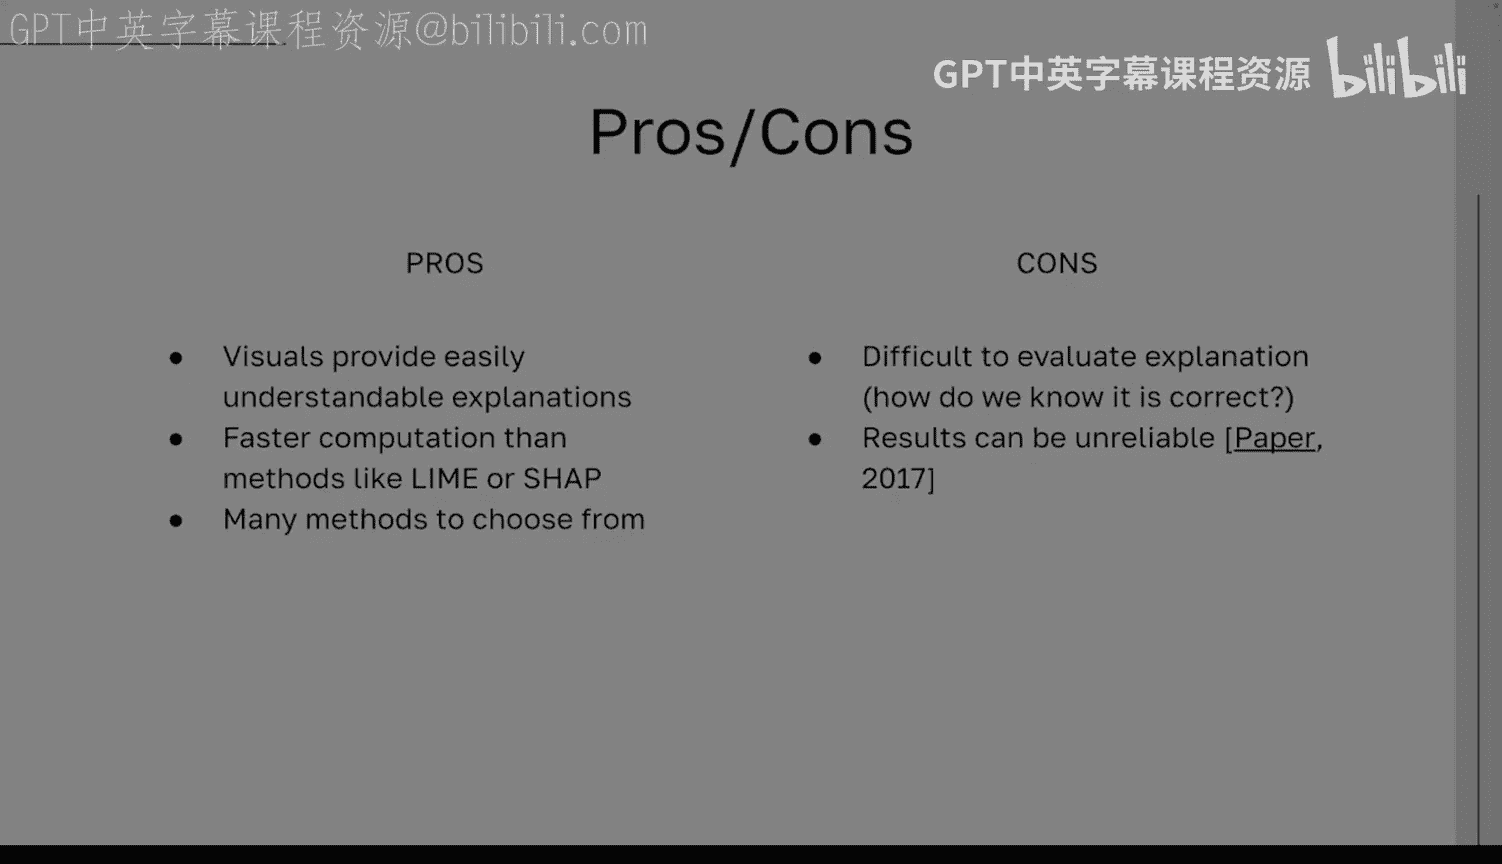 GPT中英字幕课程资源@bilibili.com
GPT中英字幕课程资源 bilibili
Pros/Cons
PROS
● Visuals provide easily
understandable explanations
● Faster computation than
methods like LIME or SHAP
● Many methods to choose from
CONS
● Difficult to evaluate explanation
(how do we know it is correct?)
● Results can be unreliable [Paper,
2017]